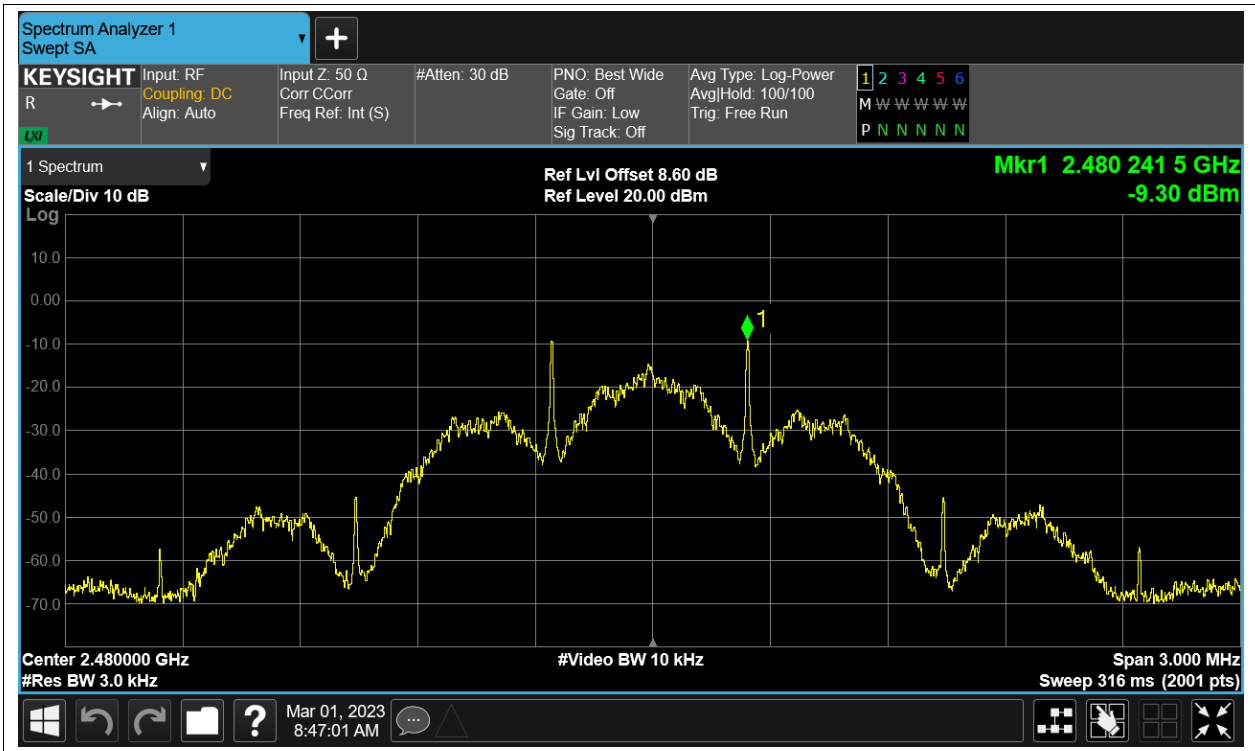 Spectrum Analyzer 1
Swept SA
KEYSIGHT
R
LXI
Input: RF
Coupling: DC
Align: Auto
Input Z: 50 Ω
Corr CCorr
Freq Ref: Int (S)
#Atten: 30 dB
PNO: Best Wide
Gate: Off
IF Gain: Low
Sig Track: Off
Avg Type: Log-Power
Avg|Hold: 100/100
Trig: Free Run
1 2 3 4 5 6
M W W W W W
P N N N N N
1 Spectrum
Scale/Div 10 dB
Log
Ref Lvl Offset 8.60 dB
Ref Level 20.00 dBm
Mkr1 2.480 241 5 GHz
-9.30 dBm
10.0
0.00
-10.0
-20.0
-30.0
-40.0
-50.0
-60.0
-70.0
1
Center 2.480000 GHz
#Res BW 3.0 kHz
#Video BW 10 kHz
Span 3.000 MHz
Sweep 316 ms (2001 pts)
?
Mar 01, 2023
8:47:01 AM